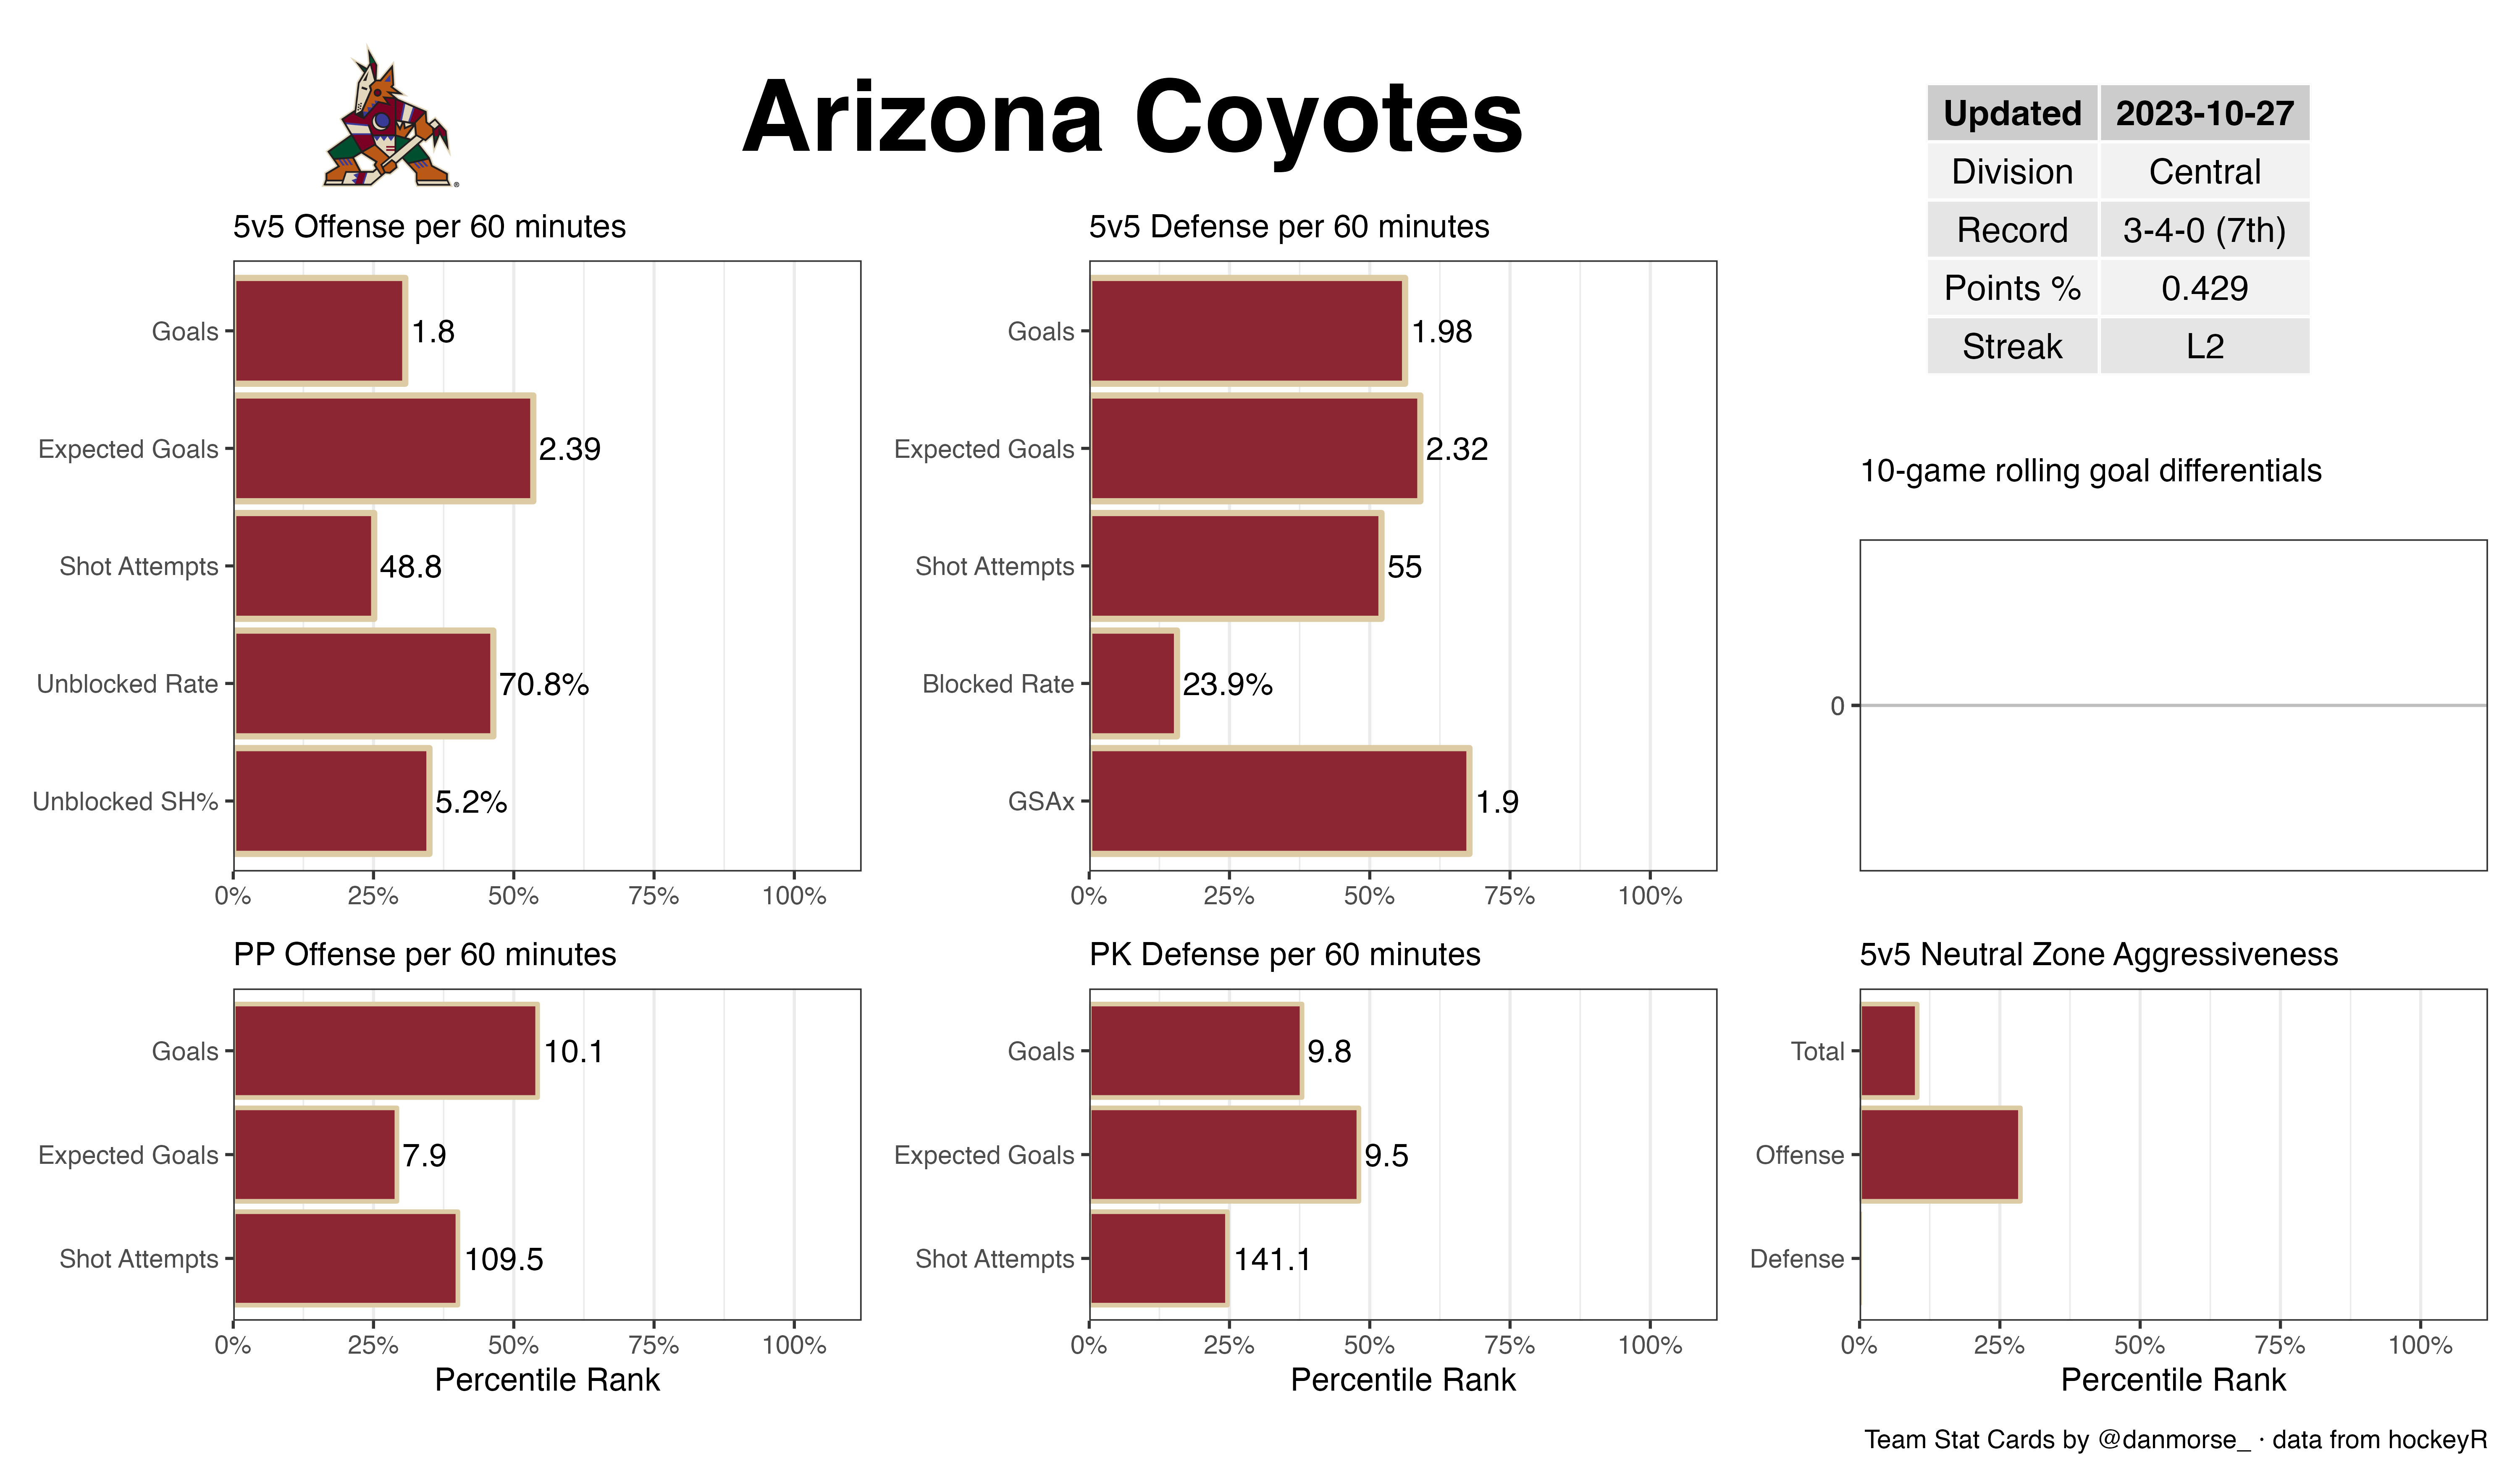 Arizona Coyotes
Updated 2023-10-27
Division Central
Record 3-4-0 (7th)
Points % 0.429
Streak L2
5v5 Offense per 60 minutes
Goals 1.8
Expected Goals 2.39
Shot Attempts 48.8
Unblocked Rate 70.8%
Unblocked SH% 5.2%
0% 25% 50% 75% 100%
5v5 Defense per 60 minutes
Goals 1.98
Expected Goals 2.32
Shot Attempts 55
Blocked Rate 23.9%
GSAx 1.9
0% 25% 50% 75% 100%
10-game rolling goal differentials
0
PP Offense per 60 minutes
Goals 10.1
Expected Goals 7.9
Shot Attempts 109.5
0% 25% 50% 75% 100%
Percentile Rank
PK Defense per 60 minutes
Goals 9.8
Expected Goals 9.5
Shot Attempts 141.1
0% 25% 50% 75% 100%
Percentile Rank
5v5 Neutral Zone Aggressiveness
Total
Offense
Defense
0% 25% 50% 75% 100%
Percentile Rank
Team Stat Cards by @danmorse_ · data from hockeyR